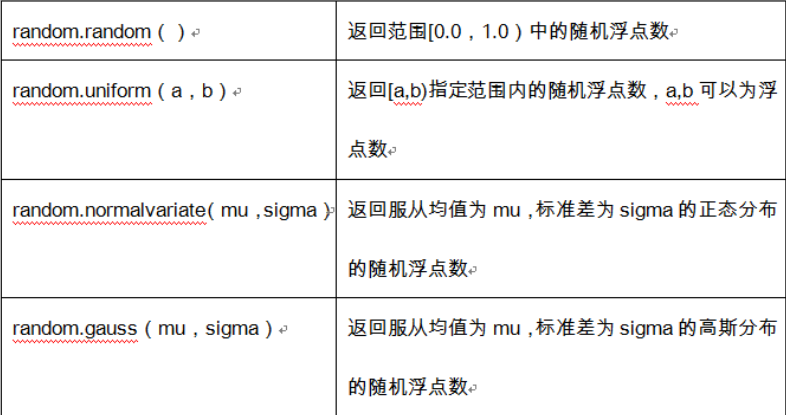 random.random（ ） 返回范围[0.0，1.0）中的随机浮点数
random.uniform（a，b） 返回[a,b)指定范围内的随机浮点数，a,b 可以为浮
点数
random.normalvariate（mu ,sigma） 返回服从均值为 mu ,标准差为 sigma 的正态分布
的随机浮点数
random.gauss（mu，sigma） 返回服从均值为 mu ,标准差为 sigma 的高斯分布
的随机浮点数